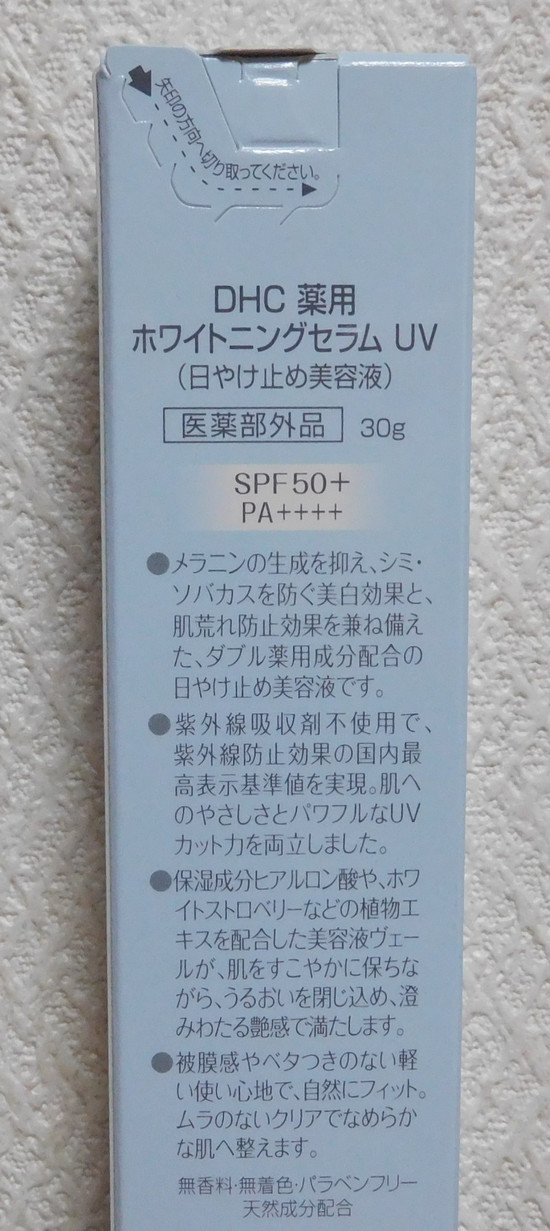 矢印の方向へ切り取ってください。
DHC 薬用
ホワイトニングセラム UV
（日やけ止め美容液）
医薬部外品 30g
SPF50+
PA++++
●メラニンの生成を抑え、シミ・
ソバカスを防ぐ美白効果と、
肌荒れ防止効果を兼ね備え
た、ダブル薬用成分配合の
日やけ止め美容液です。
●紫外線吸収剤不使用で、
紫外線防止効果の国内最
高表示基準値を実現。肌へ
のやさしさとパワフルなUV
カット力を両立しました。
●保湿成分ヒアルロン酸や、ホワ
イトストロベリーなどの植物エ
キスを配合した美容液ヴェー
ルが、肌をすこやかに保ちな
がら、うるおいを閉じ込め、澄
みわたる艶感で満たします。
●被膜感やベタつきのない軽
い使い心地で、自然にフィット。
ムラのないクリアでなめらか
な肌へ整えます。
無香料・無着色・パラベンフリー
天然成分配合